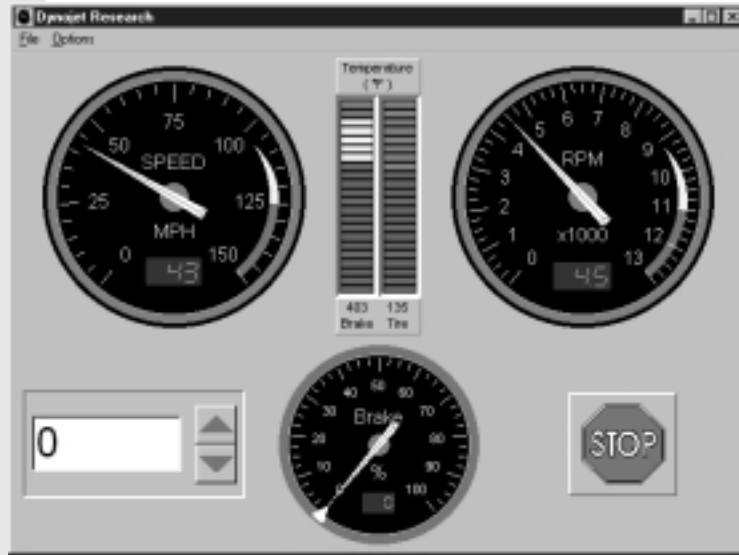 Dynojet Research
File Options
75
50 100
SPEED
25 125
MPH
0 150
43
Temperature
(°F)
403 135
Brake Tire
5 6 7 8
4 9
RPM
3 10
2 11
x1000
1 12
0 13
4.5
0
40 50 60
30 70
Brake
20 80
%
10 90
0 100
0
STOP